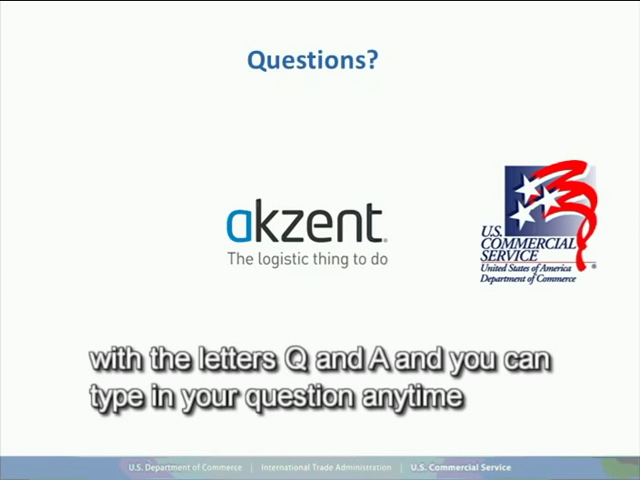 Questions?
akzent®
The logistic thing to do
U.S.
COMMERCIAL
SERVICE
United States of America ®
Department of Commerce
with the letters Q and A and you can
type in your question anytime
U.S. Department of Commerce | International Trade Administration | U.S. Commercial Service